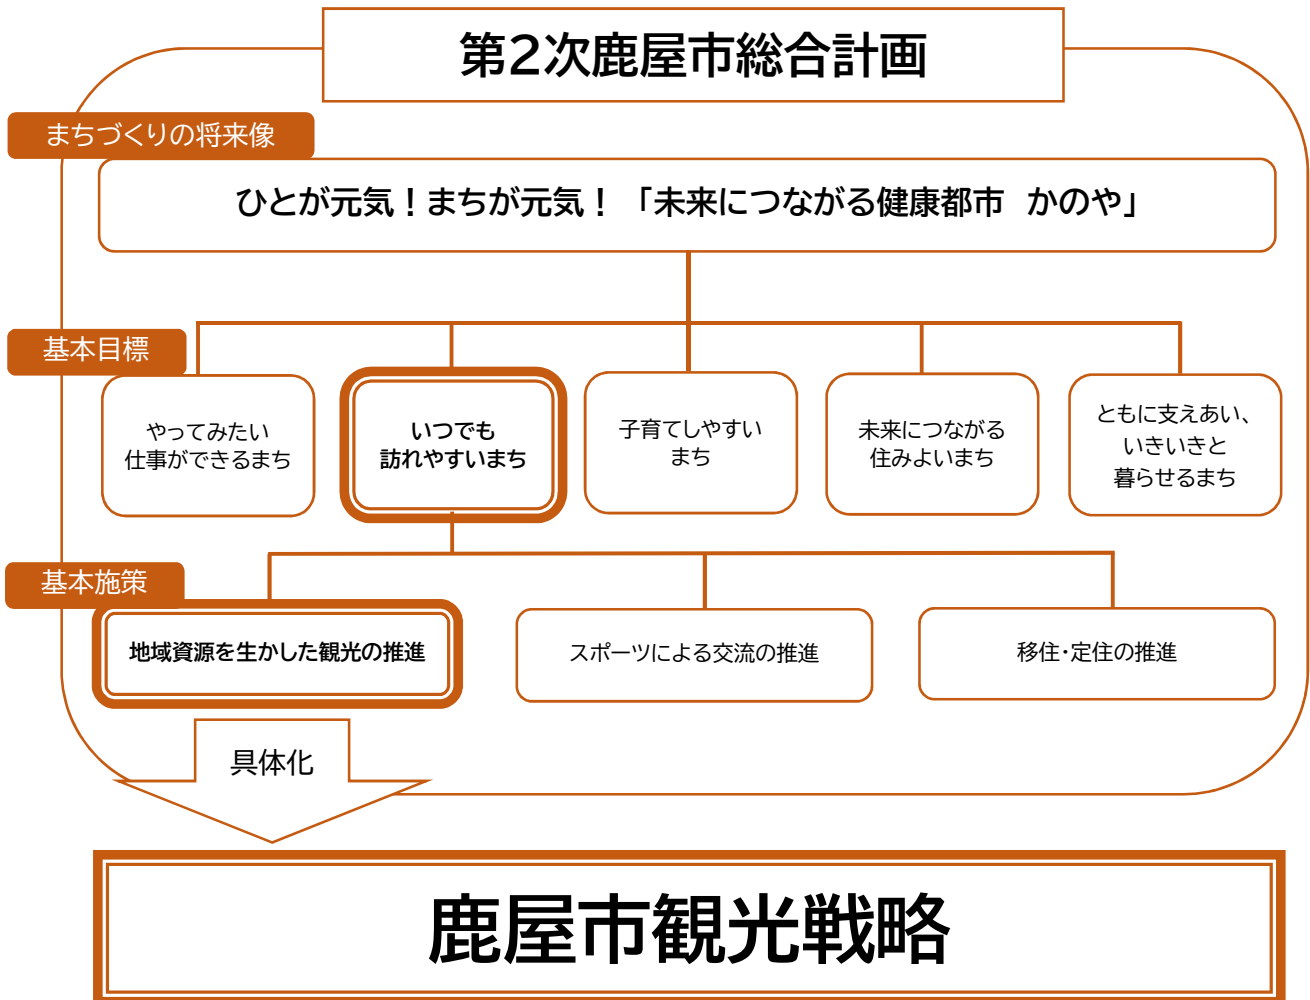 第2次鹿屋市総合計画
まちづくりの将来像
ひとが元気！まちが元気！「未来につながる健康都市　かのや」
基本目標
やってみたい
仕事ができるまち
いつでも
訪れやすいまち
子育てしやすい
まち
未来につながる
住みよいまち
ともに支えあい、
いきいきと
暮らせるまち
基本施策
地域資源を生かした観光の推進
スポーツによる交流の推進
移住・定住の推進
具体化
鹿屋市観光戦略